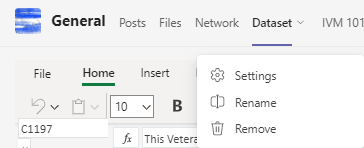 General Posts Files Network Dataset IVM 101
File Home Insert
Settings
10 B
Rename
C1197
Remove
fx This Vetera